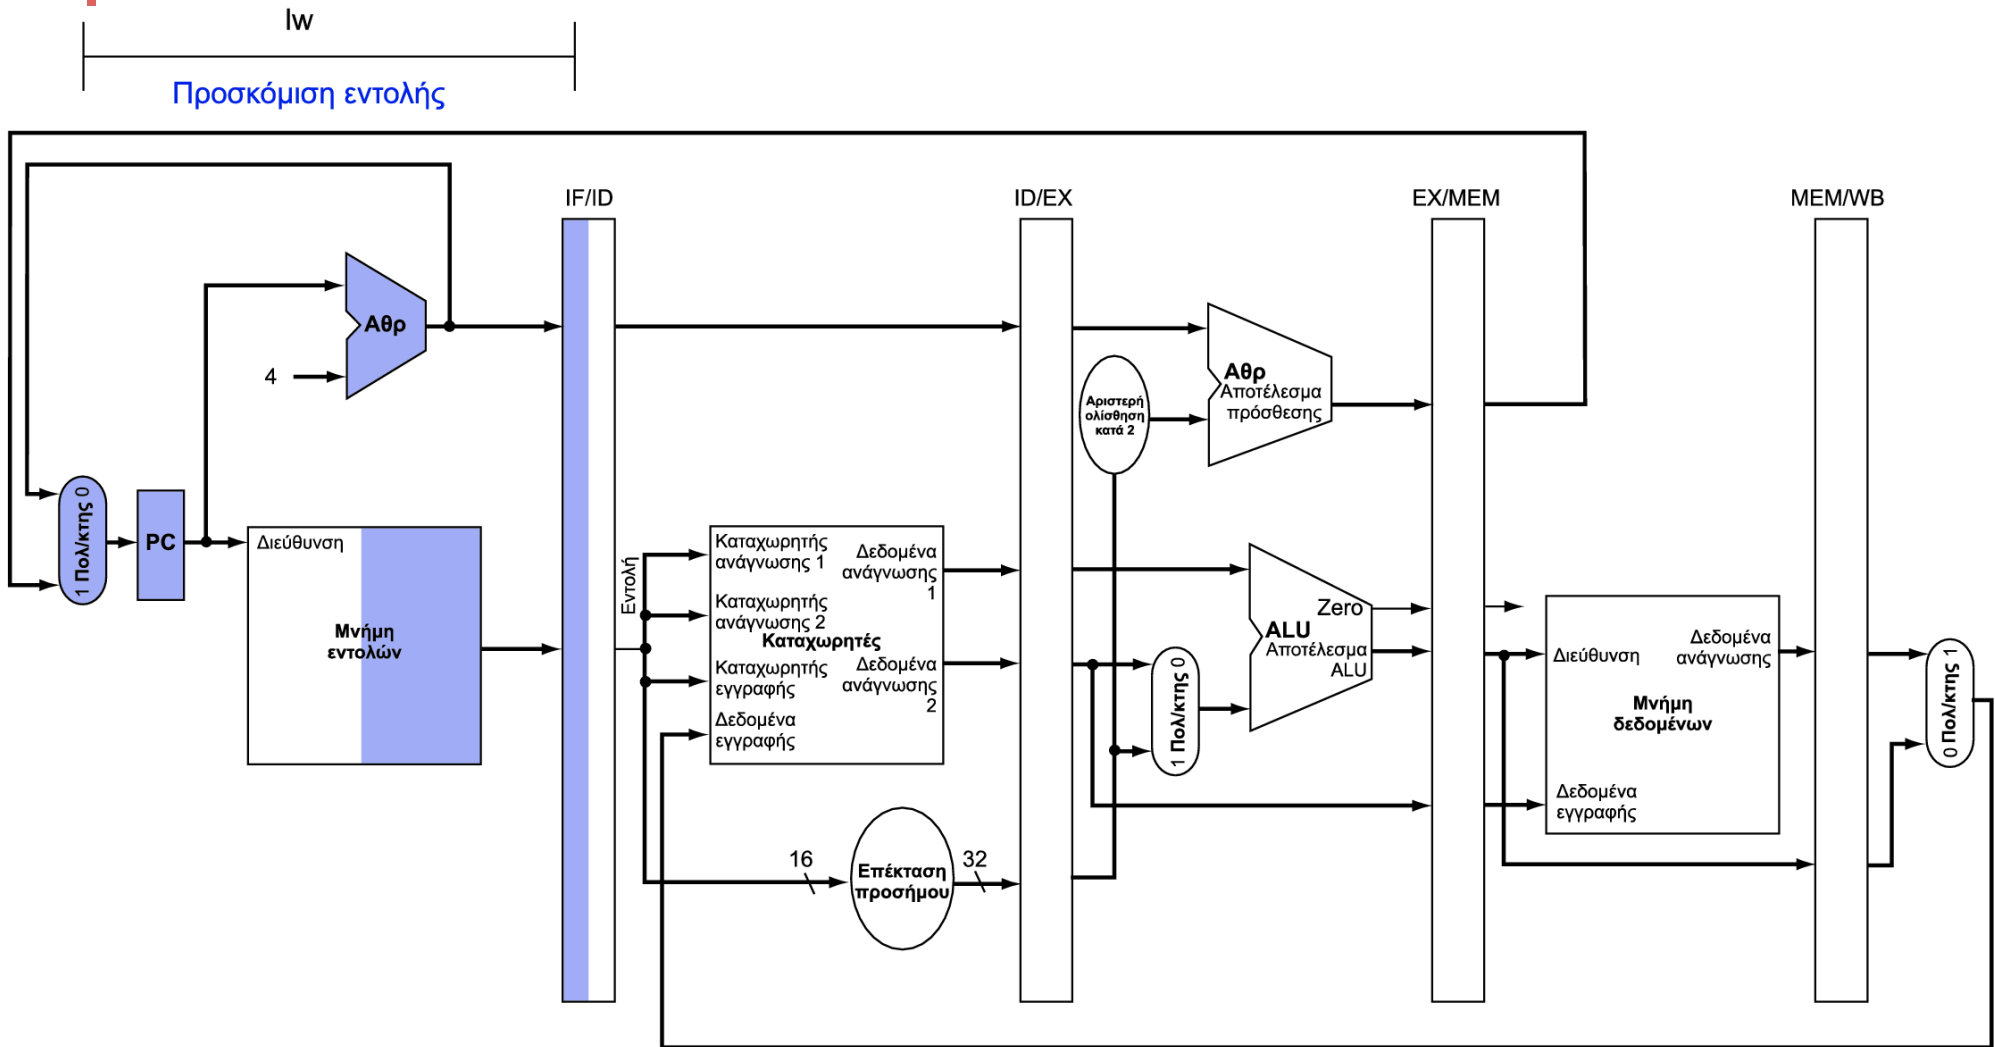 lw
Προσκόμιση εντολής
IF/ID
ID/EX
EX/MEM
MEM/WB
Αθρ
4
1 Πολ/κτης 0
PC
Διεύθυνση
Μνήμη
εντολών
Εντολή
Καταχωρητής
ανάγνωσης 1
Καταχωρητής
ανάγνωσης 2
Καταχωρητές
Καταχωρητής
εγγραφής
Δεδομένα
εγγραφής
Δεδομένα
ανάγνωσης
1
Δεδομένα
ανάγνωσης
2
16
Επέκταση
προσήμου
32
Αριστερή
ολίσθηση
κατά 2
Αθρ
Αποτέλεσμα
πρόσθεσης
1 Πολ/κτης 0
Zero
ALU
Αποτέλεσμα
ALU
Διεύθυνση
Δεδομένα
ανάγνωσης
Μνήμη
δεδομένων
Δεδομένα
εγγραφής
0 Πολ/κτης 1